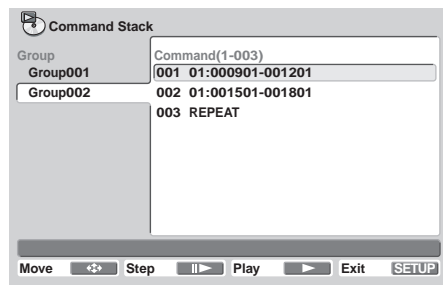 Command Stack
Group
Command(1-003)
Group001
001 01:000901-001201
Group002
002 01:001501-001801
003 REPEAT
Move Step Play Exit SETUP